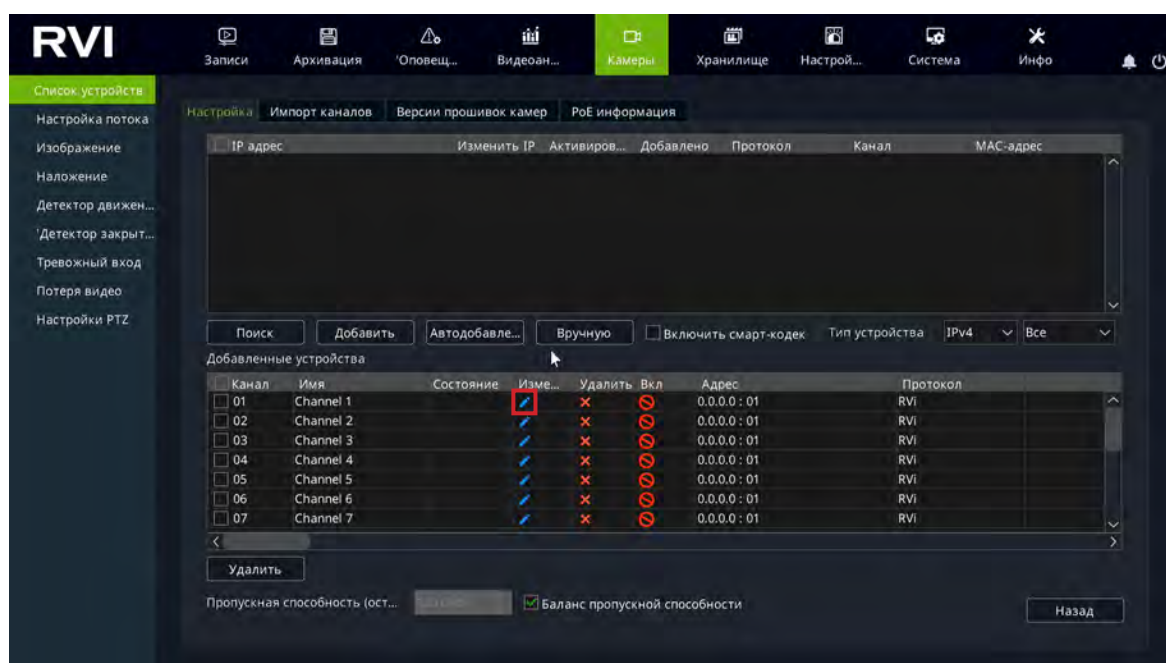 RVI
Записи Архивация 'Оповещ... Видеоан... Камеры Хранилище Настрой... Система Инфо
Список устройств
Настройка потока
Изображение
Наложение
Детектор движен...
'Детектор закрыт...
Тревожный вход
Потеря видео
Настройки PTZ
Настройка Импорт каналов Версии прошивок камер PoE информация
IP адрес Изменить IP Активиров... Добавлено Протокол Канал MAC-адрес
Поиск Добавить Автодобавле... Вручную Включить смарт-кодек Тип устройства IPv4 Все
Добавленные устройства
Канал Имя Состояние Изме... Удалить Вкл Адрес Протокол
01 Channel 1 0.0.0.0 : 01 RVi
02 Channel 2 0.0.0.0 : 01 RVi
03 Channel 3 0.0.0.0 : 01 RVi
04 Channel 4 0.0.0.0 : 01 RVi
05 Channel 5 0.0.0.0 : 01 RVi
06 Channel 6 0.0.0.0 : 01 RVi
07 Channel 7 0.0.0.0 : 01 RVi
Удалить
Пропускная способность (ост... Баланс пропускной способности
Назад